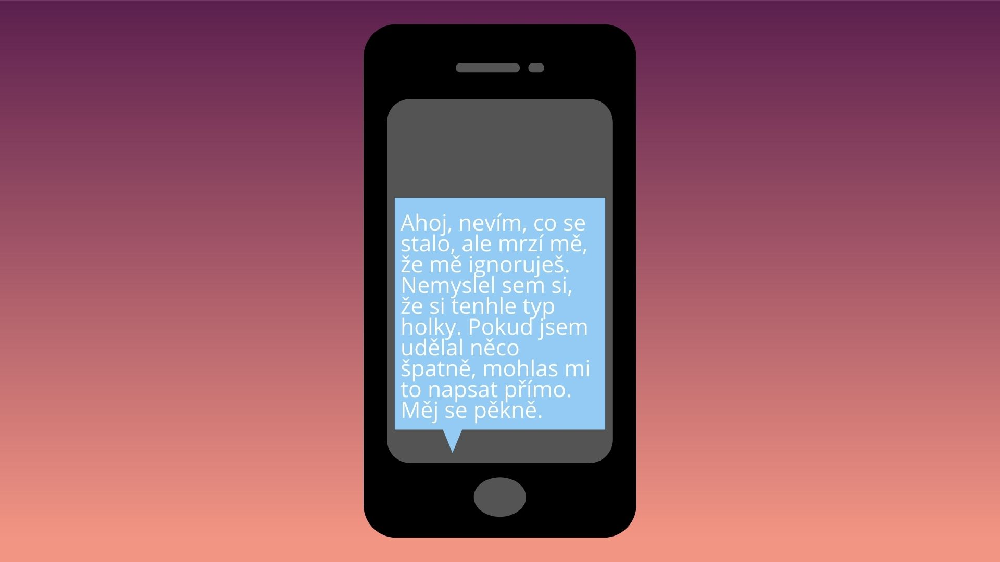 Ahoj, nevím, co se
stalo, ale mrzí mě,
že mě ignoruješ.
Nemyslel sem si,
že si tenhle typ
holky. Pokud jsem
udělal něco
špatně, mohlas mi
to napsat přímo.
Měj se pěkně.